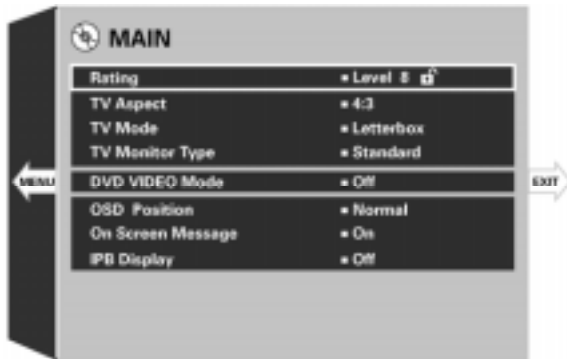 MAIN
Rating ▪ Level 8
TV Aspect ▪ 4:3
TV Mode ▪ Letterbox
TV Monitor Type ▪ Standard
MENU
DVD VIDEO Mode ▪ Off
EXIT
OSD Position ▪ Normal
On Screen Message ▪ On
IPB Display ▪ Off